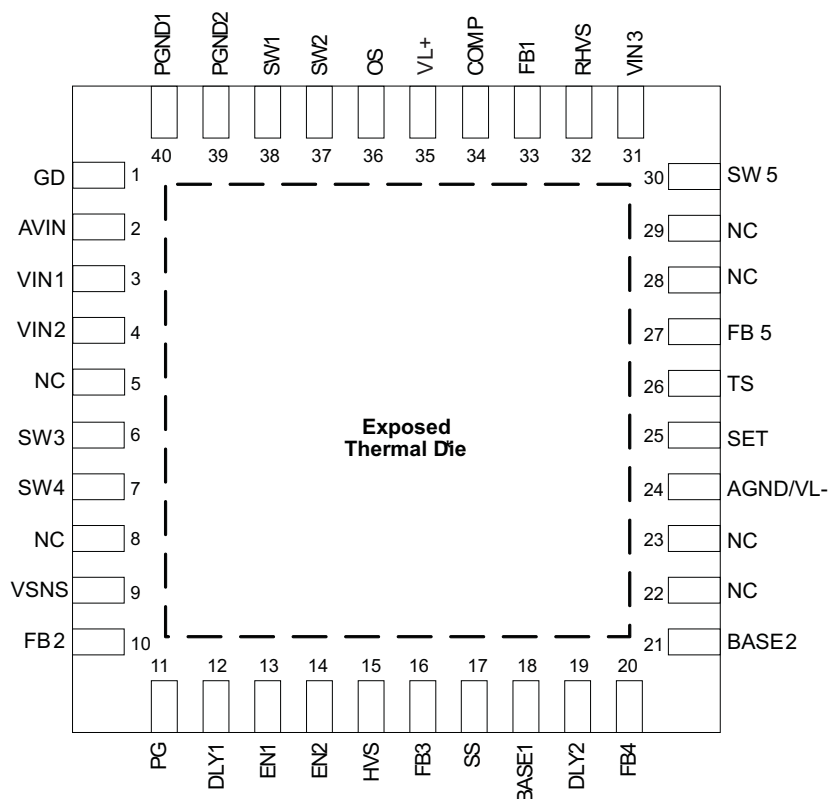 PGND1 PGND2 SW1 SW2 OS VL+ COMP FB1 RHVS VIN3
40 39 38 37 36 35 34 33 32 31
GD 1 30 SW 5
AVIN 2 29 NC
VIN1 3 28 NC
VIN2 4 27 FB 5
NC 5 26 TS
SW3 6 25 SET
SW4 7 24 AGND/VL-
NC 8 23 NC
VSNS 9 22 NC
FB2 10 21 BASE2
Exposed
Thermal Die*
11 12 13 14 15 16 17 18 19 20
PG DLY1 EN1 EN2 HVS FB3 SS BASE1 DLY2 FB4